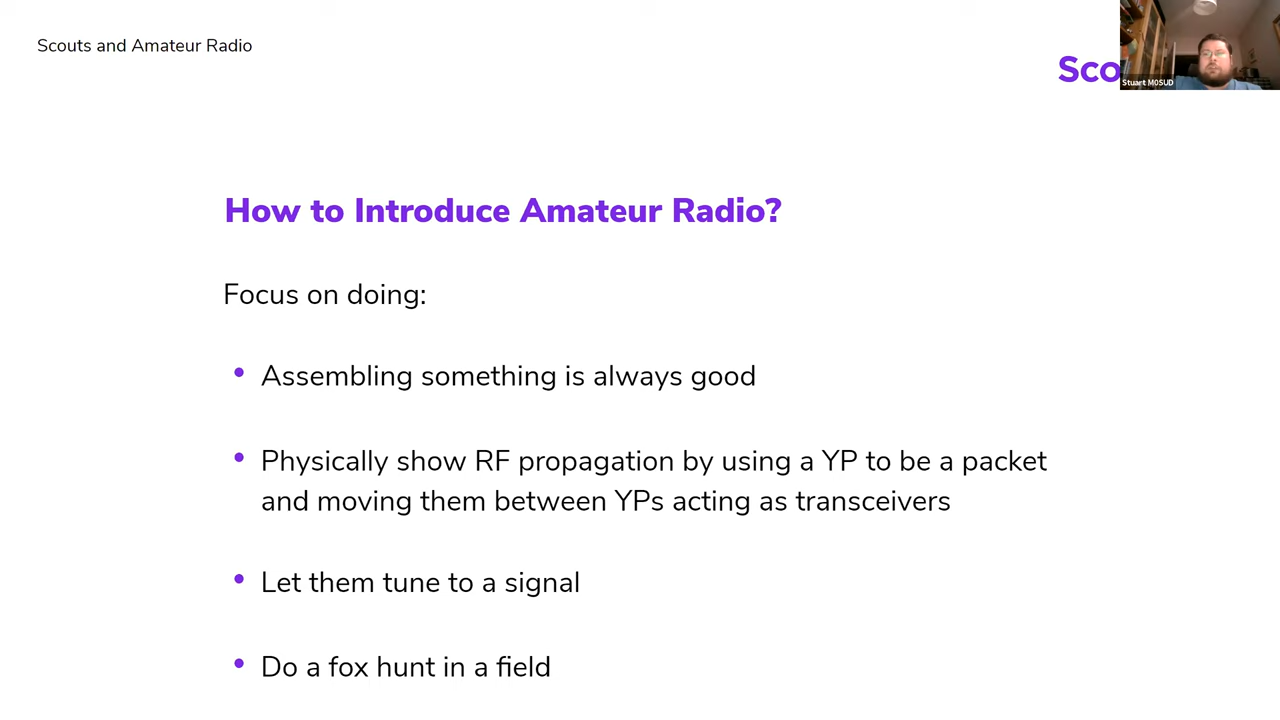 Scouts and Amateur Radio
Sco
Stuart M0SUD
How to Introduce Amateur Radio?
Focus on doing:
• Assembling something is always good
• Physically show RF propagation by using a YP to be a packet
and moving them between YPs acting as transceivers
• Let them tune to a signal
• Do a fox hunt in a field